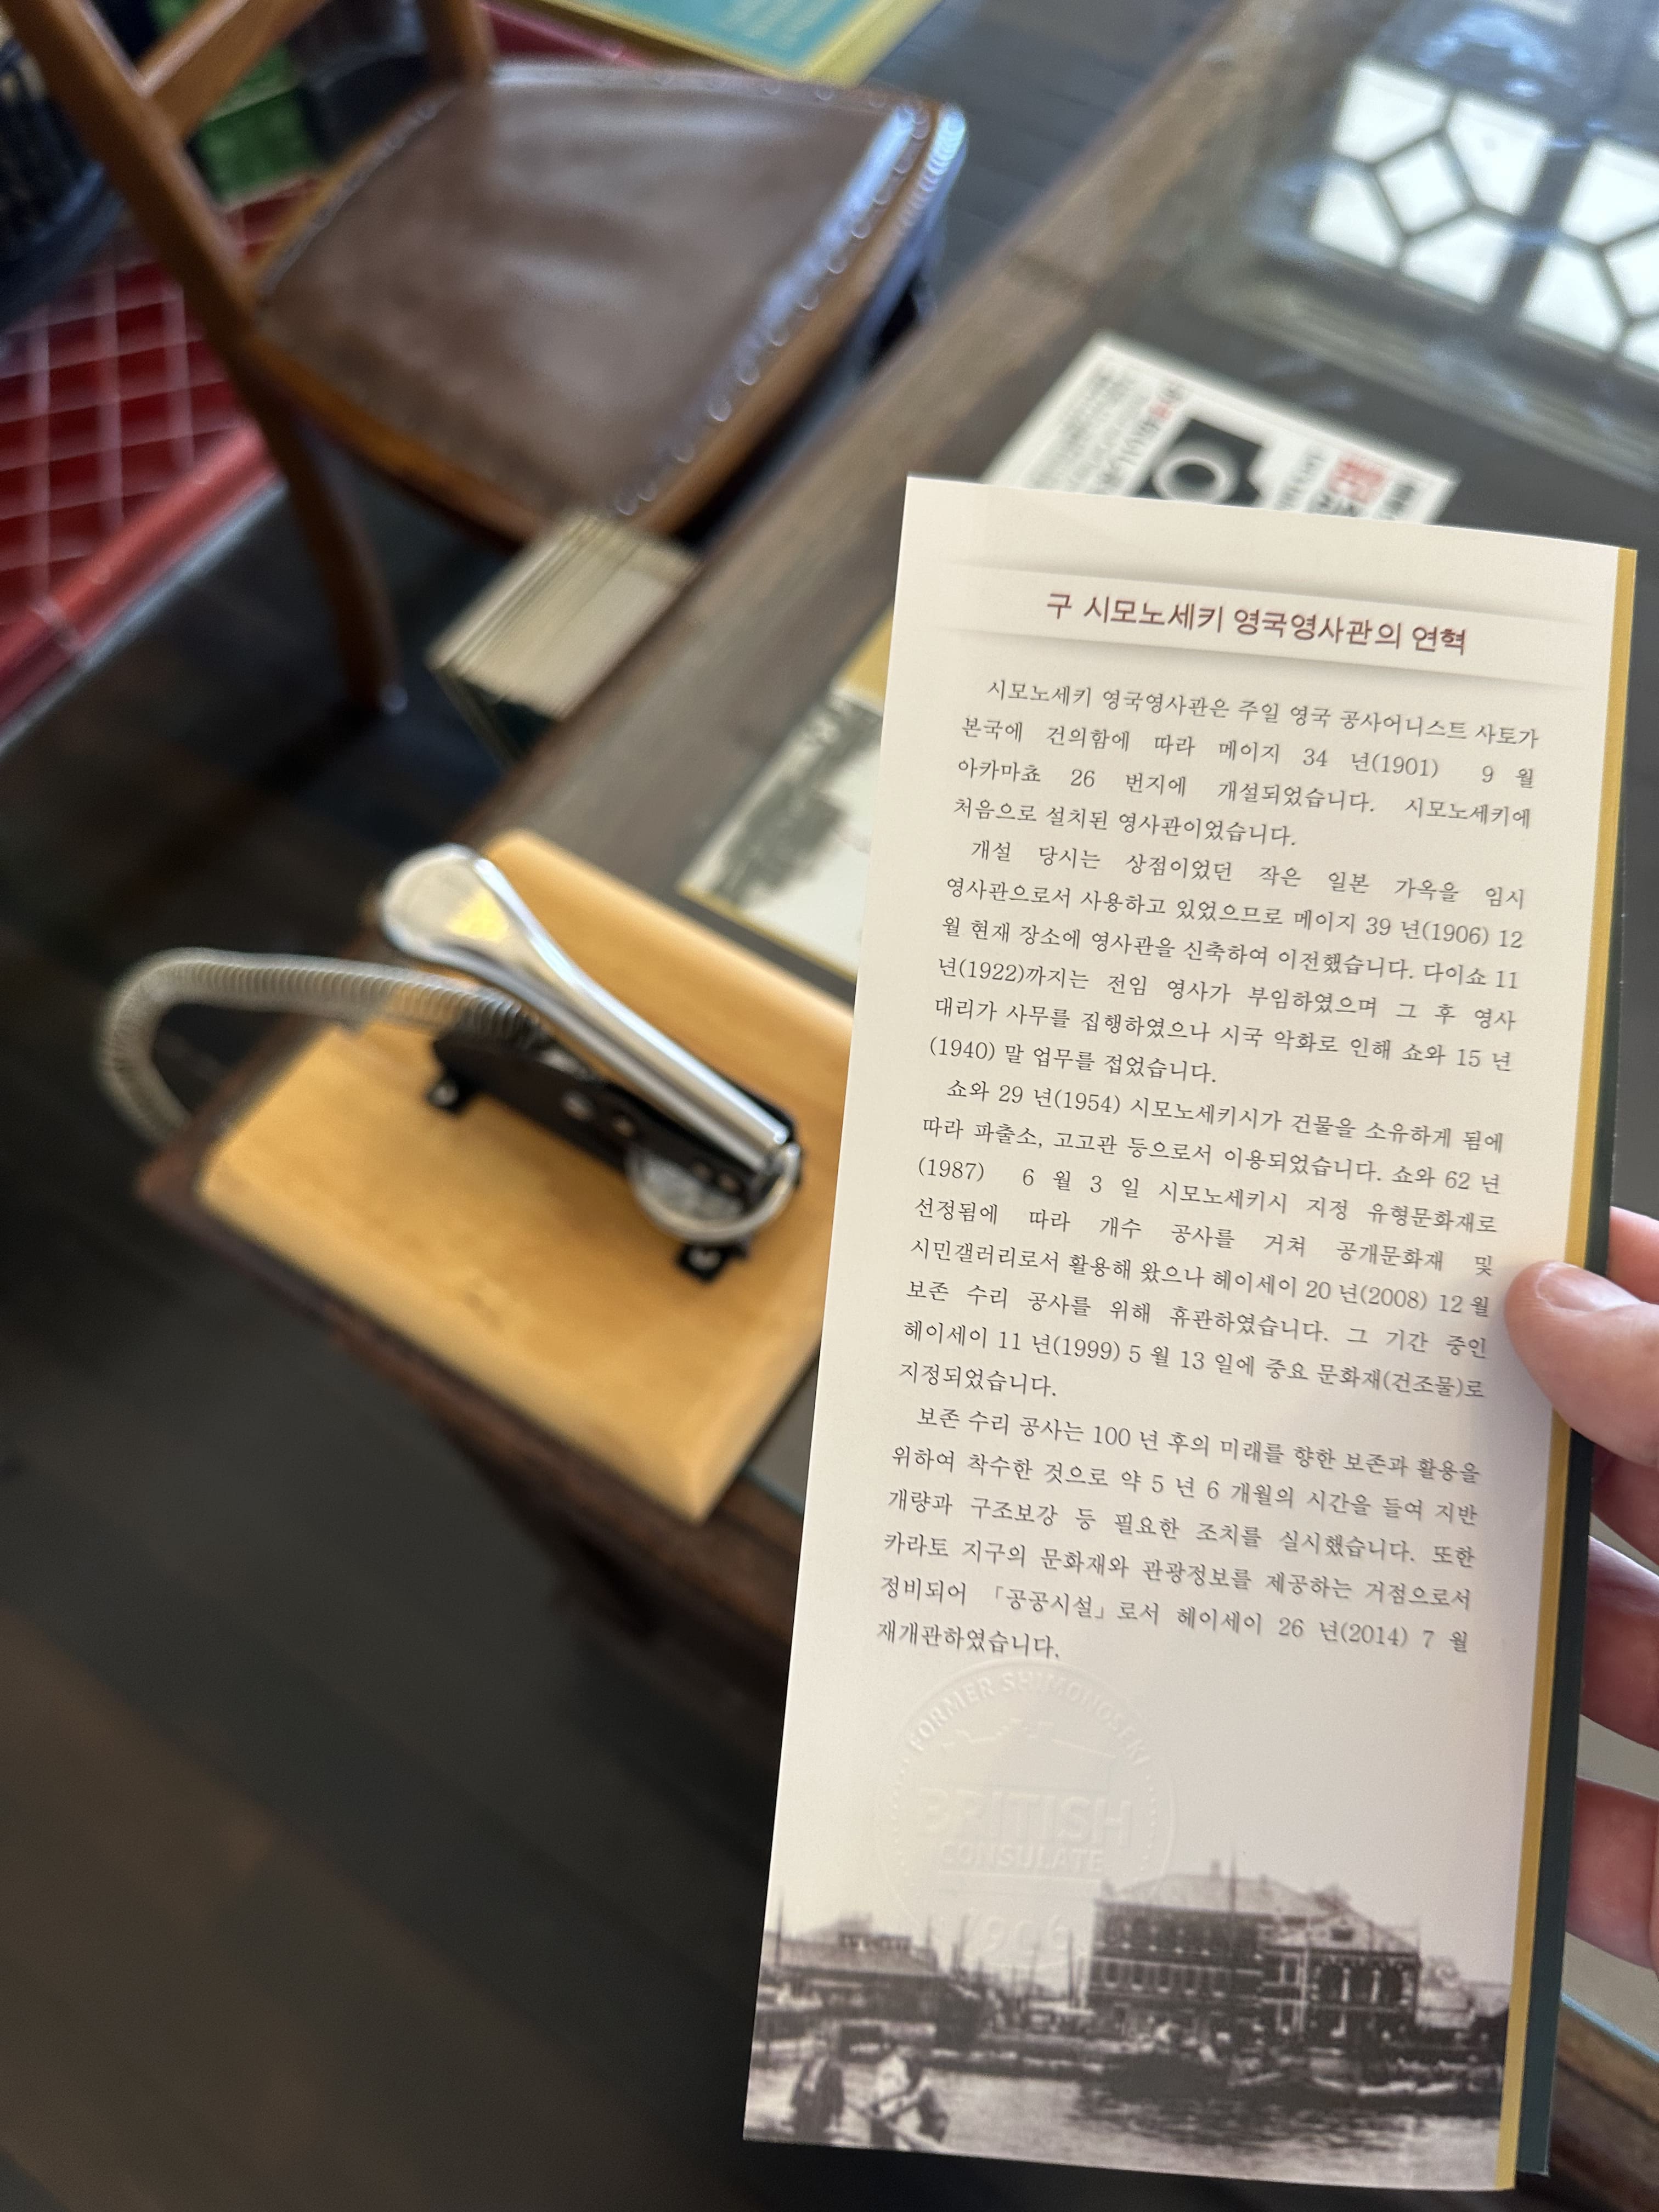 구 시모노세키 영국영사관의 연혁
시모노세키 영국영사관은 주일 영국 공사어니스트 사토가
본국에 건의함에 따라 메이지 34 년(1901) 9 월
아카마쵸 26 번지에 개설되었습니다. 시모노세키에
처음으로 설치된 영사관이었습니다.
개설 당시는 상점이었던 작은 일본 가옥을 임시
영사관으로서 사용하고 있었으므로 메이지 39 년(1906) 12
월 현재 장소에 영사관을 신축하여 이전했습니다. 다이쇼 11
년(1922)까지는 전임 영사가 부임하였으며 그 후 영사
대리가 사무를 집행하였으나 시국 악화로 인해 쇼와 15 년
(1940) 말 업무를 접었습니다.
쇼와 29 년(1954) 시모노세키시가 건물을 소유하게 됨에
따라 파출소, 고고관 등으로서 이용되었습니다. 쇼와 62 년
(1987) 6 월 3 일 시모노세키시 지정 유형문화재로
선정됨에 따라 개수 공사를 거쳐 공개문화재 및
시민갤러리로서 활용해 왔으나 헤이세이 20 년(2008) 12 월
보존 수리 공사를 위해 휴관하였습니다. 그 기간 중인
헤이세이 11 년(1999) 5 월 13 일에 중요 문화재(건조물)로
지정되었습니다.
보존 수리 공사는 100 년 후의 미래를 향한 보존과 활용을
위하여 착수한 것으로 약 5 년 6 개월의 시간을 들여 지반
개량과 구조보강 등 필요한 조치를 실시했습니다. 또한
카라토 지구의 문화재와 관광정보를 제공하는 거점으로서
정비되어 「공공시설」로서 헤이세이 26 년(2014) 7 월
재개관하였습니다.
FORMER SHIMONOSEKI
BRITISH
CONSULATE
1906